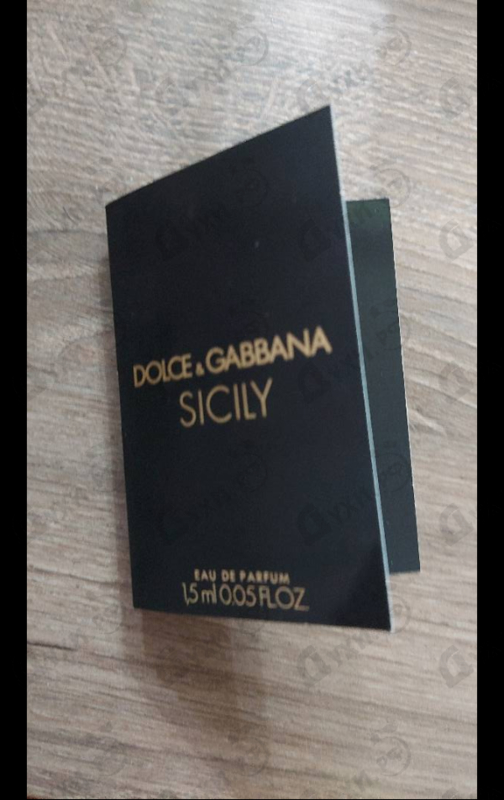 DOLCE & GABBANA
SICILY
EAU DE PARFUM
1,5 ml 0.05 FL.OZ.